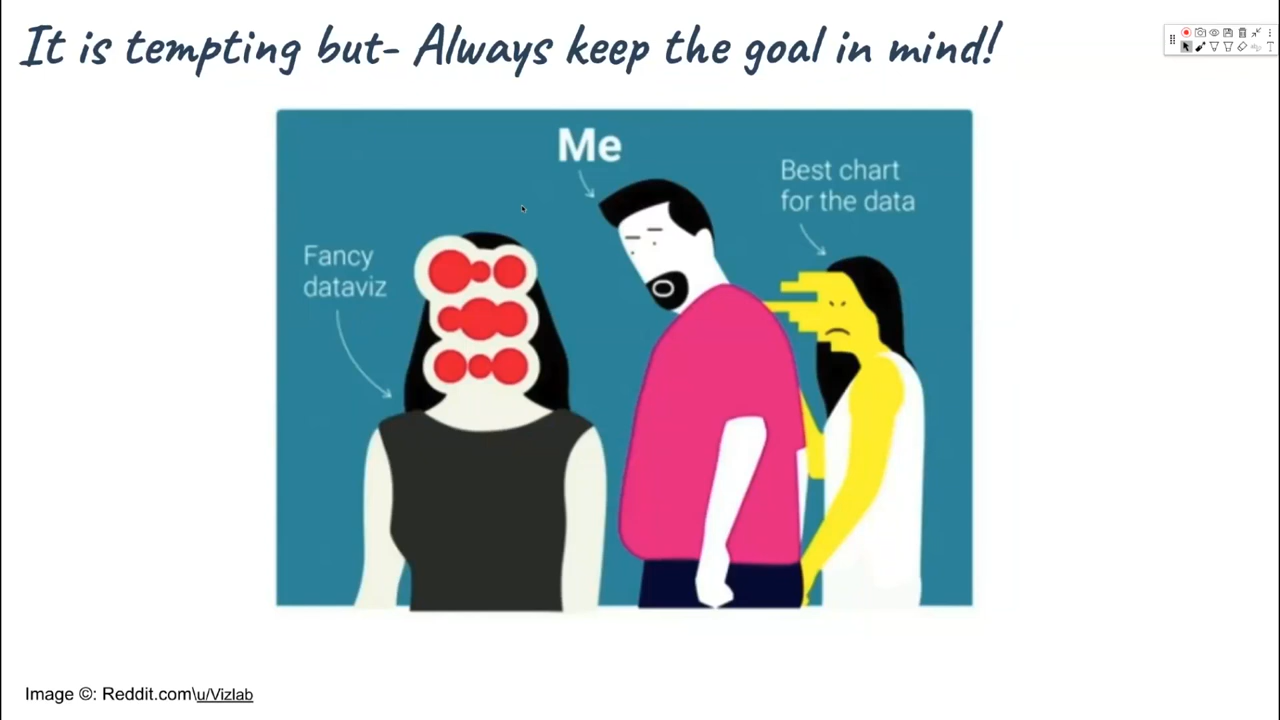 It is tempting but- Always keep the goal in mind!
Me
Best chart
for the data
Fancy
dataviz
Image ©: Reddit.com\u/Vizlab